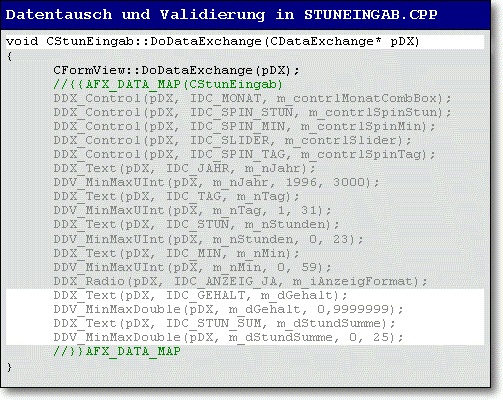 Datentausch und Validierung in STUNEINGAB.CPP
void CStunEingab::DoDataExchange(CDataExchange* pDX)
{
CFormView::DoDataExchange(pDX);
//{{AFX_DATA_MAP(CStunEingab)
DDX_Control(pDX, IDC_MONAT, m_contrlMonatCombBox);
DDX_Control(pDX, IDC_SPIN_STUN, m_contrlSpinStun);
DDX_Control(pDX, IDC_SPIN_MIN, m_contrlSpinMin);
DDX_Control(pDX, IDC_SLIDER, m_contrlSlider);
DDX_Control(pDX, IDC_SPIN_TAG, m_contrlSpinTag);
DDX_Text(pDX, IDC_JAHR, m_nJahr);
DDV_MinMaxUInt(pDX, m_nJahr, 1996, 3000);
DDX_Text(pDX, IDC_TAG, m_nTag);
DDV_MinMaxUInt(pDX, m_nTag, 1, 31);
DDX_Text(pDX, IDC_STUN, m_nStunden);
DDV_MinMaxUInt(pDX, m_nStunden, 0, 23);
DDX_Text(pDX, IDC_MIN, m_nMin);
DDV_MinMaxUInt(pDX, m_nMin, 0, 59);
DDX_Radio(pDX, IDC_ANZEIG_JA, m_iAnzeigFormat);
DDX_Text(pDX, IDC_GEHALT, m_dGehalt);
DDV_MinMaxDouble(pDX, m_dGehalt, 0,9999999);
DDX_Text(pDX, IDC_STUN_SUM, m_dStundSumme);
DDV_MinMaxDouble(pDX, m_dStundSumme, 0, 25);
//}}AFX_DATA_MAP
}